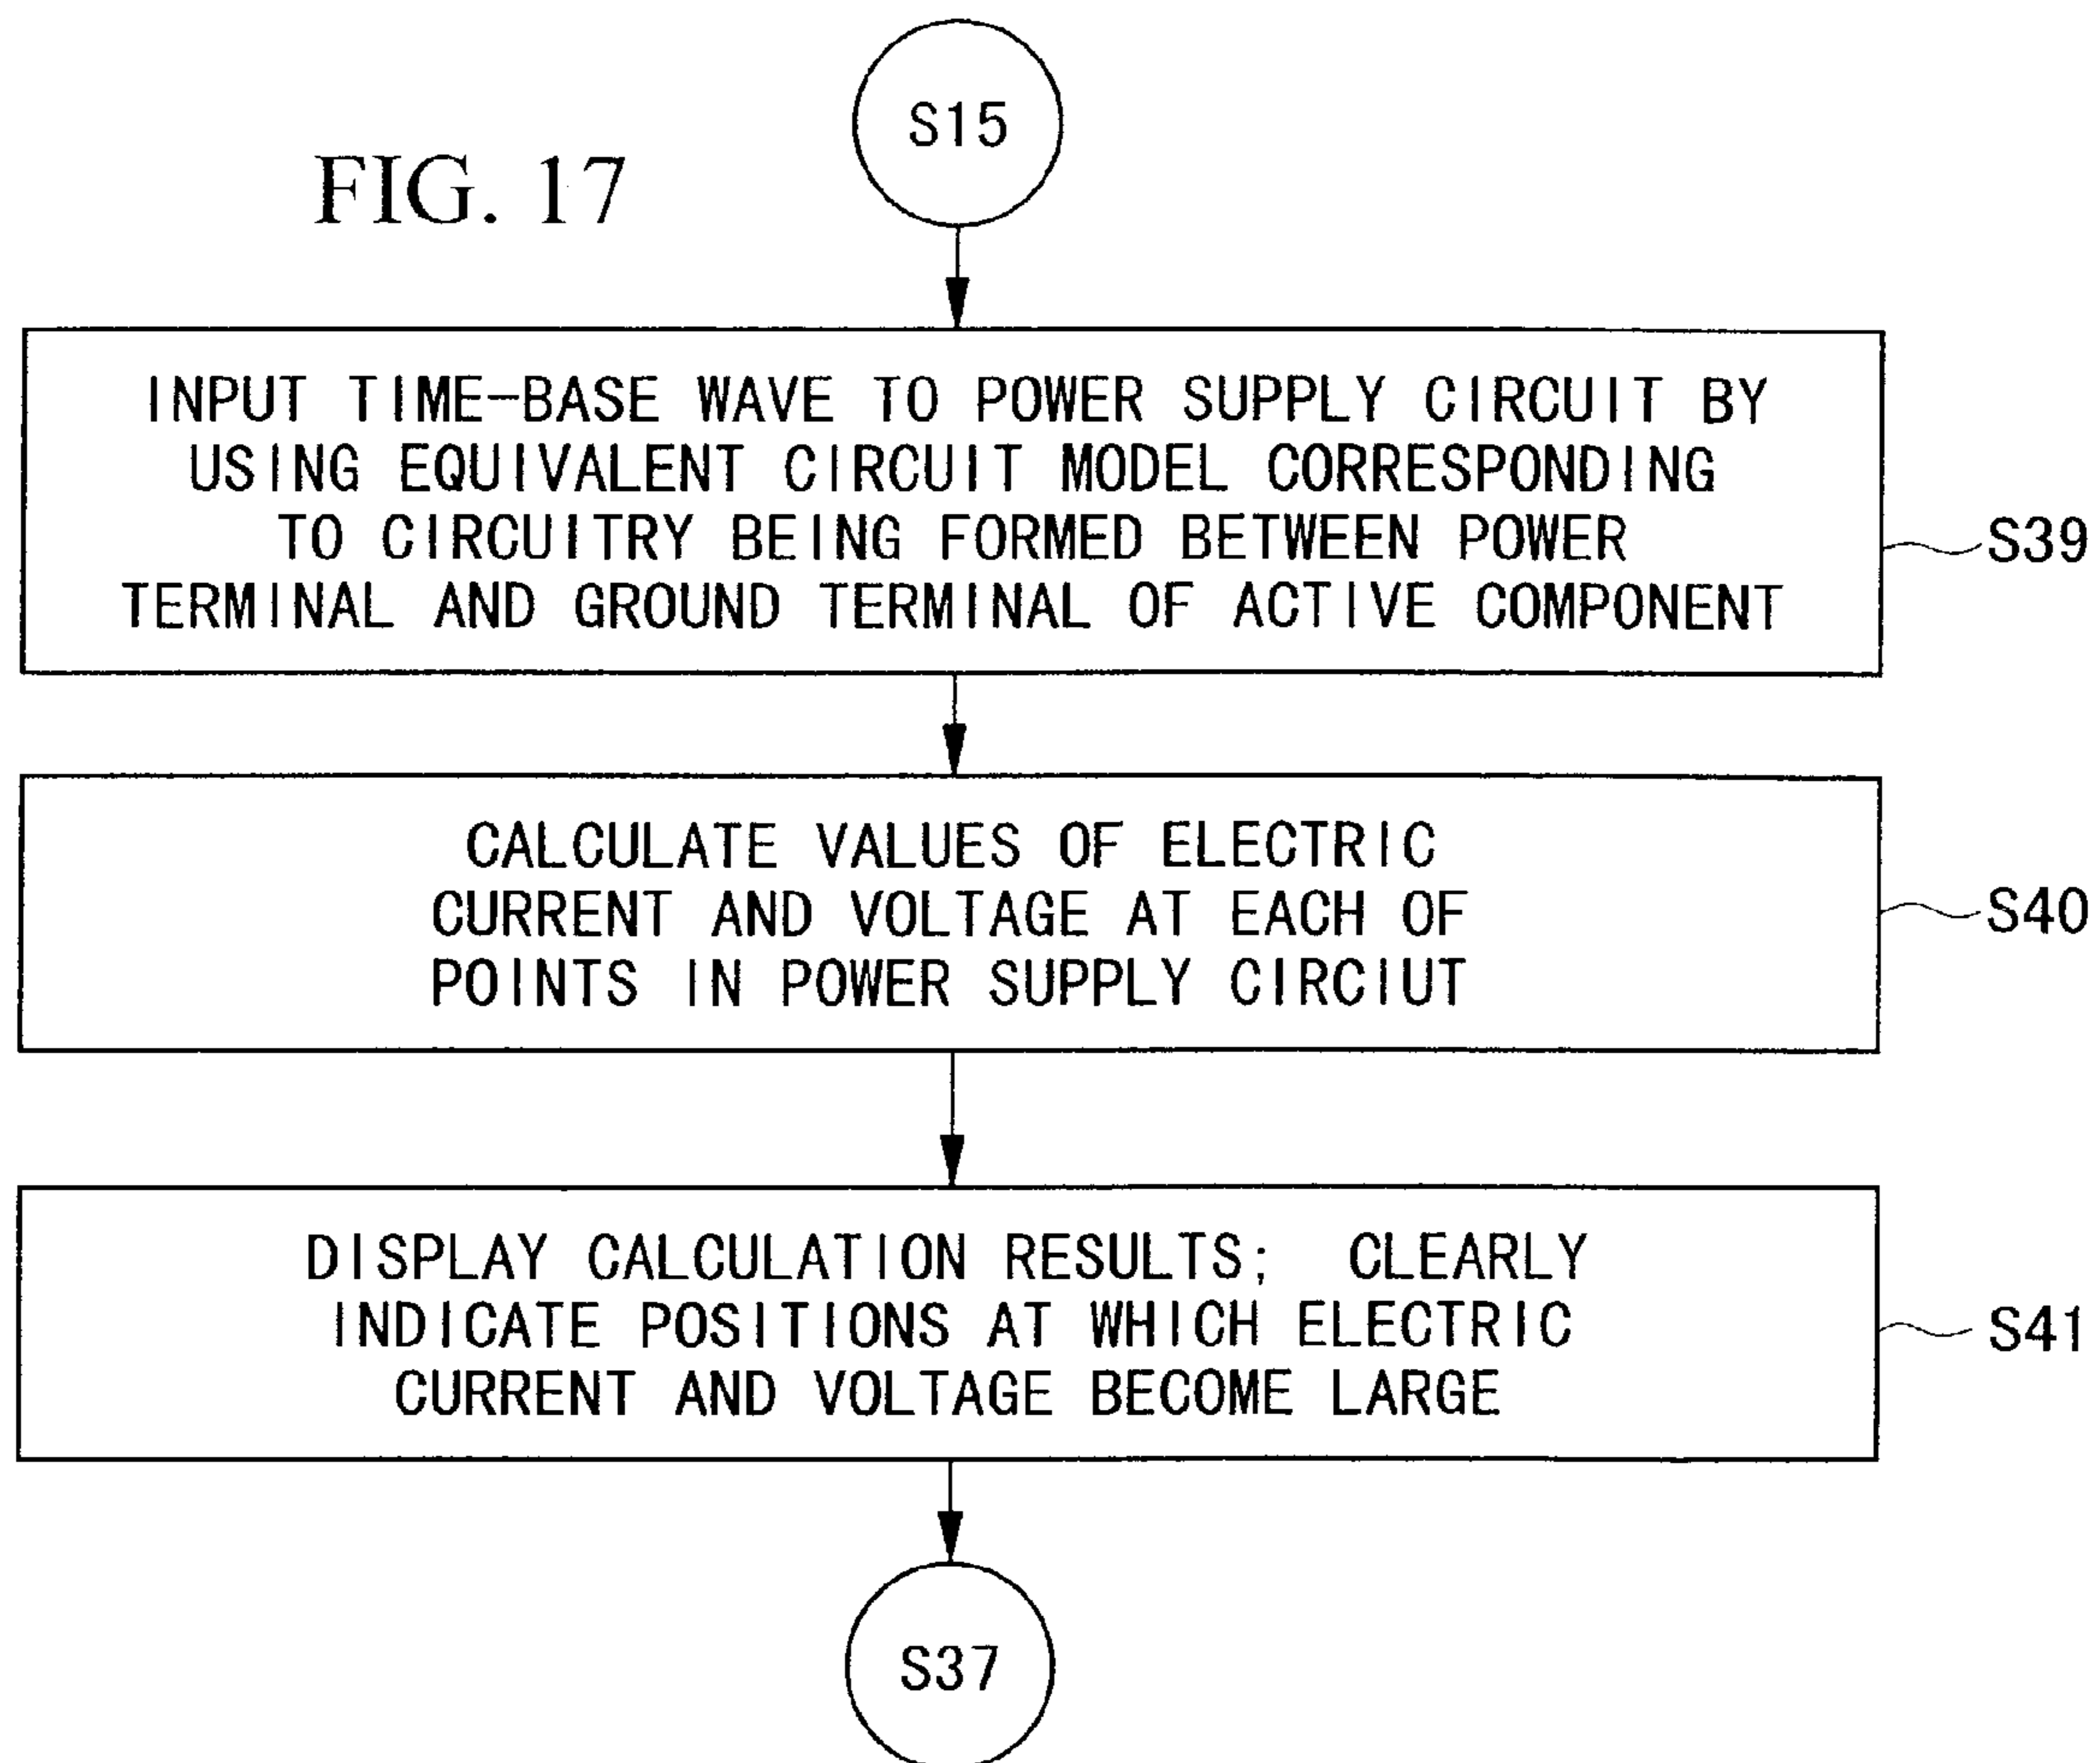 S15
FIG. 17
INPUT TIME-BASE WAVE TO POWER SUPPLY CIRCUIT BY
USING EQUIVALENT CIRCUIT MODEL CORRESPONDING
TO CIRCUITRY BEING FORMED BETWEEN POWER
TERMINAL AND GROUND TERMINAL OF ACTIVE COMPONENT
S39
CALCULATE VALUES OF ELECTRIC
CURRENT AND VOLTAGE AT EACH OF
POINTS IN POWER SUPPLY CIRCIUT
S40
DISPLAY CALCULATION RESULTS; CLEARLY
INDICATE POSITIONS AT WHICH ELECTRIC
CURRENT AND VOLTAGE BECOME LARGE
S41
S37